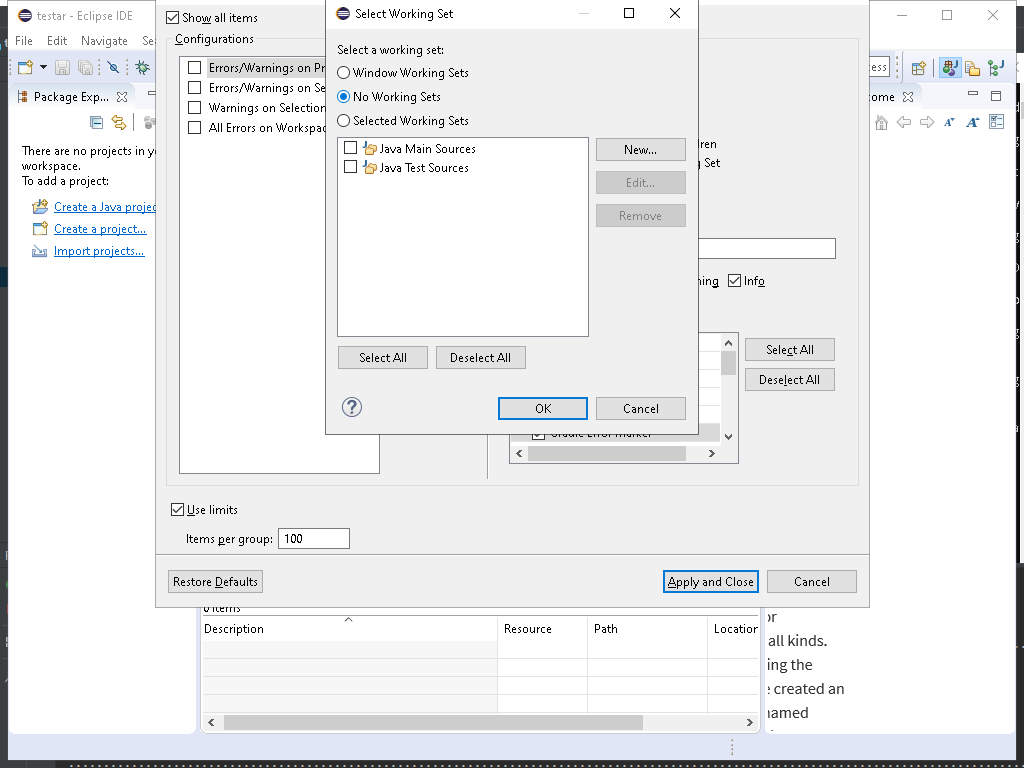 testar - Eclipse IDE
File Edit Navigate Se
Package Exp...
There are no projects in yo
workspace.
To add a project:
Create a Java projec
Create a project...
Import projects...
Show all items
Configurations
Errors/Warnings on Pr
Errors/Warnings on Se
Warnings on Selection
All Errors on Workspac
Select Working Set
Select a working set:
Window Working Sets
No Working Sets
Selected Working Sets
Java Main Sources
Java Test Sources
New...
Edit...
Remove
Select All
Deselect All
OK
Cancel
cess
ome
ren
Set
ning
Info
Select All
Deselect All
Gradle Error Marker
Use limits
Items per group: 100
Restore Defaults
Apply and Close
Cancel
0 items
Description Resource Path Location
or
all kinds.
ing the
e created an
named